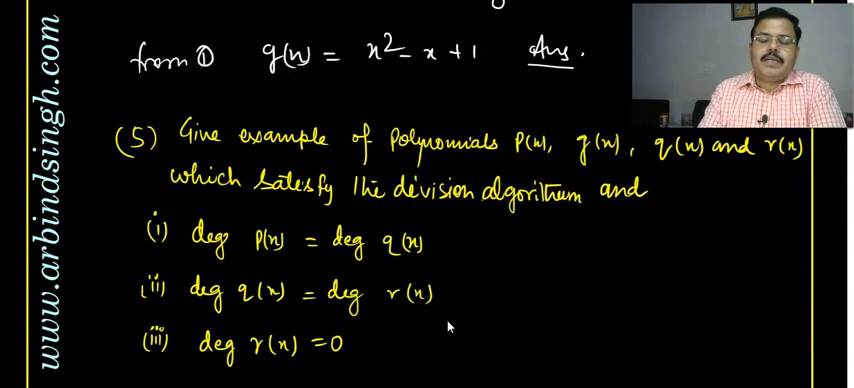 from ① g(x) = x² - x + 1 Ans.
(5) Give example of Polynomials P(x), g(x), q(x) and r(x)
which satisfy the division algorithum and
(i) deg P(x) = deg q(x)
(ii) deg q(x) = deg r(x)
(iii) deg r(x) = 0
www.arbindsingh.com